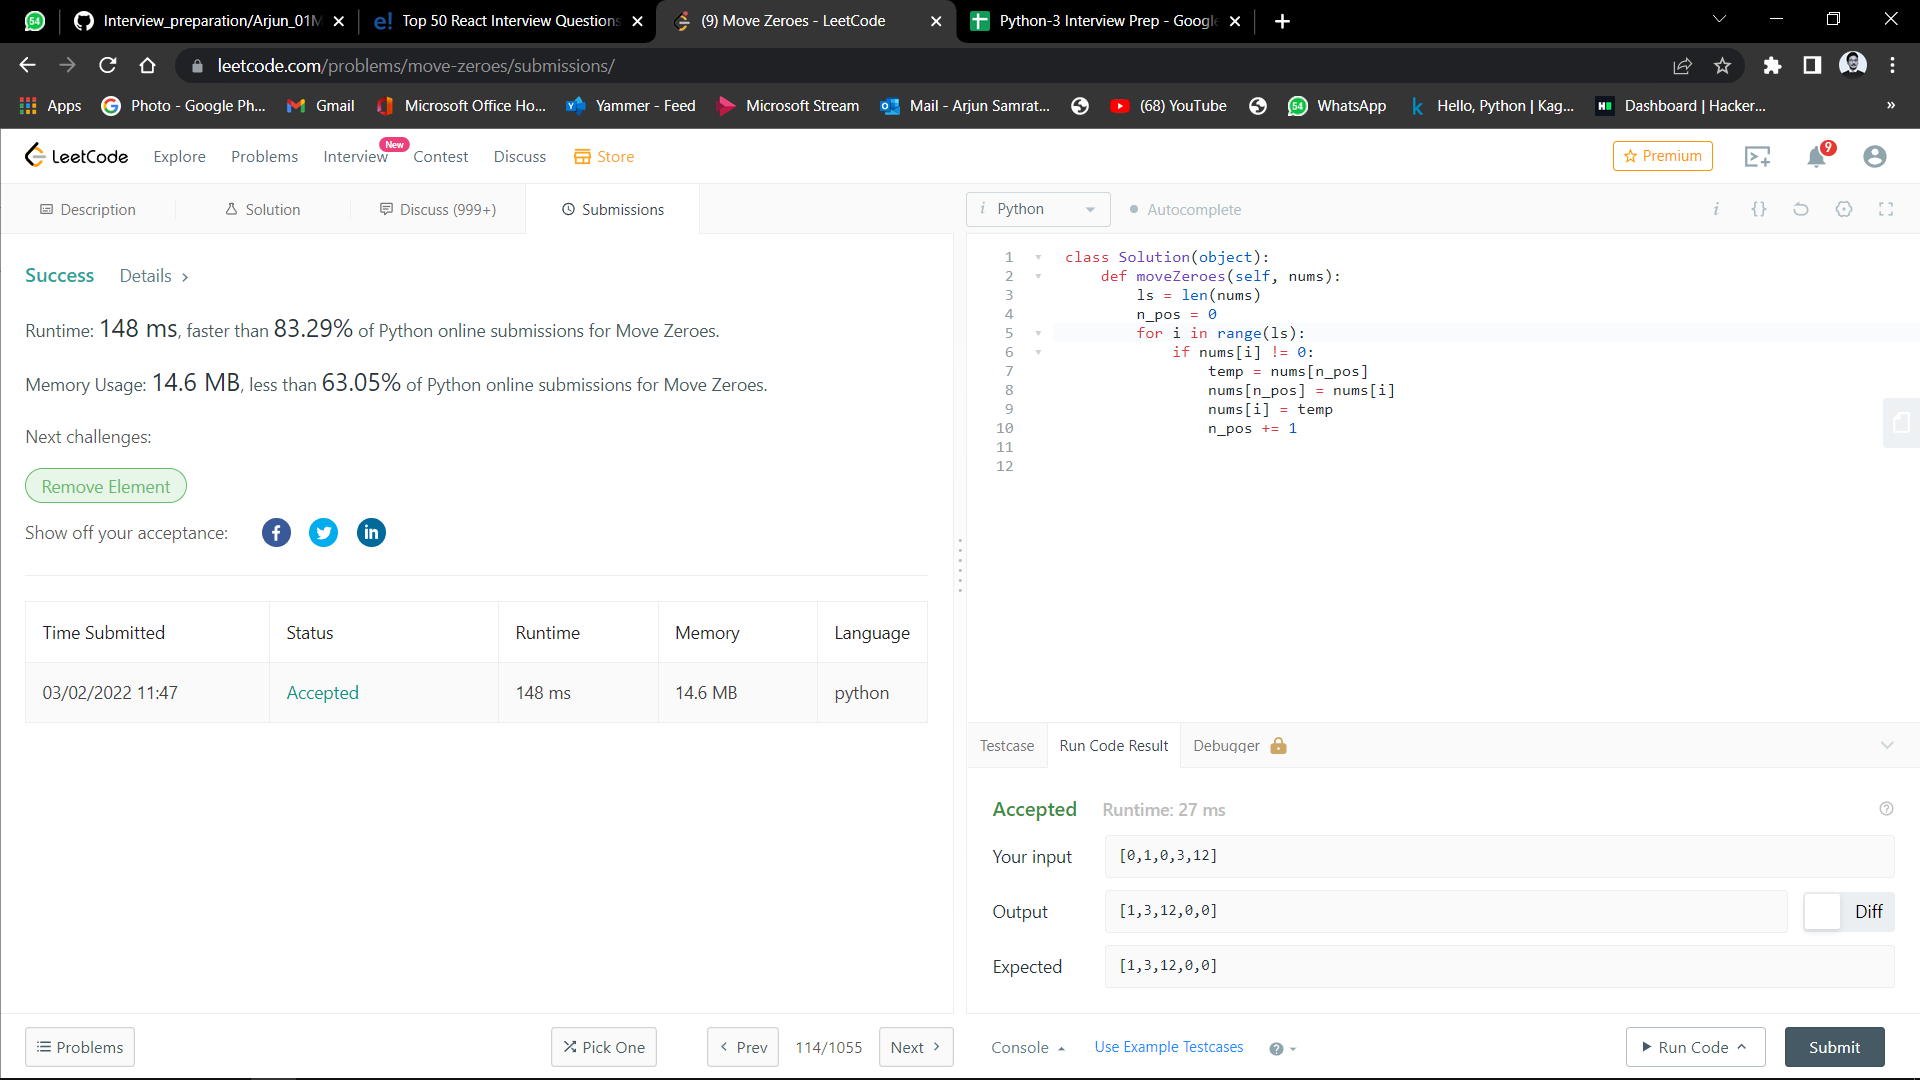 54 Interview_preparation/Arjun_01M Top 50 React Interview Questions (9) Move Zeroes - LeetCode Python-3 Interview Prep - Google
leetcode.com/problems/move-zeroes/submissions/
Apps Photo - Google Ph... Gmail Microsoft Office Ho... Yammer - Feed Microsoft Stream Mail - Arjun Samrat... (68) YouTube 54 WhatsApp Hello, Python | Kag... Dashboard | Hacker... »
LeetCode Explore Problems Interview New Contest Discuss Store Premium 9
Description Solution Discuss (999+) Submissions
Python Autocomplete
Success Details >
Runtime: 148 ms, faster than 83.29% of Python online submissions for Move Zeroes.
Memory Usage: 14.6 MB, less than 63.05% of Python online submissions for Move Zeroes.
Next challenges:
Remove Element
Show off your acceptance:
Time Submitted Status Runtime Memory Language
03/02/2022 11:47 Accepted 148 ms 14.6 MB python
1 class Solution(object):
2 def moveZeroes(self, nums):
3 ls = len(nums)
4 n_pos = 0
5 for i in range(ls):
6 if nums[i] != 0:
7 temp = nums[n_pos]
8 nums[n_pos] = nums[i]
9 nums[i] = temp
10 n_pos += 1
11
12
Testcase Run Code Result Debugger
Accepted Runtime: 27 ms
Your input [0,1,0,3,12]
Output [1,3,12,0,0] Diff
Expected [1,3,12,0,0]
Problems Pick One Prev 114/1055 Next Console Use Example Testcases Run Code Submit